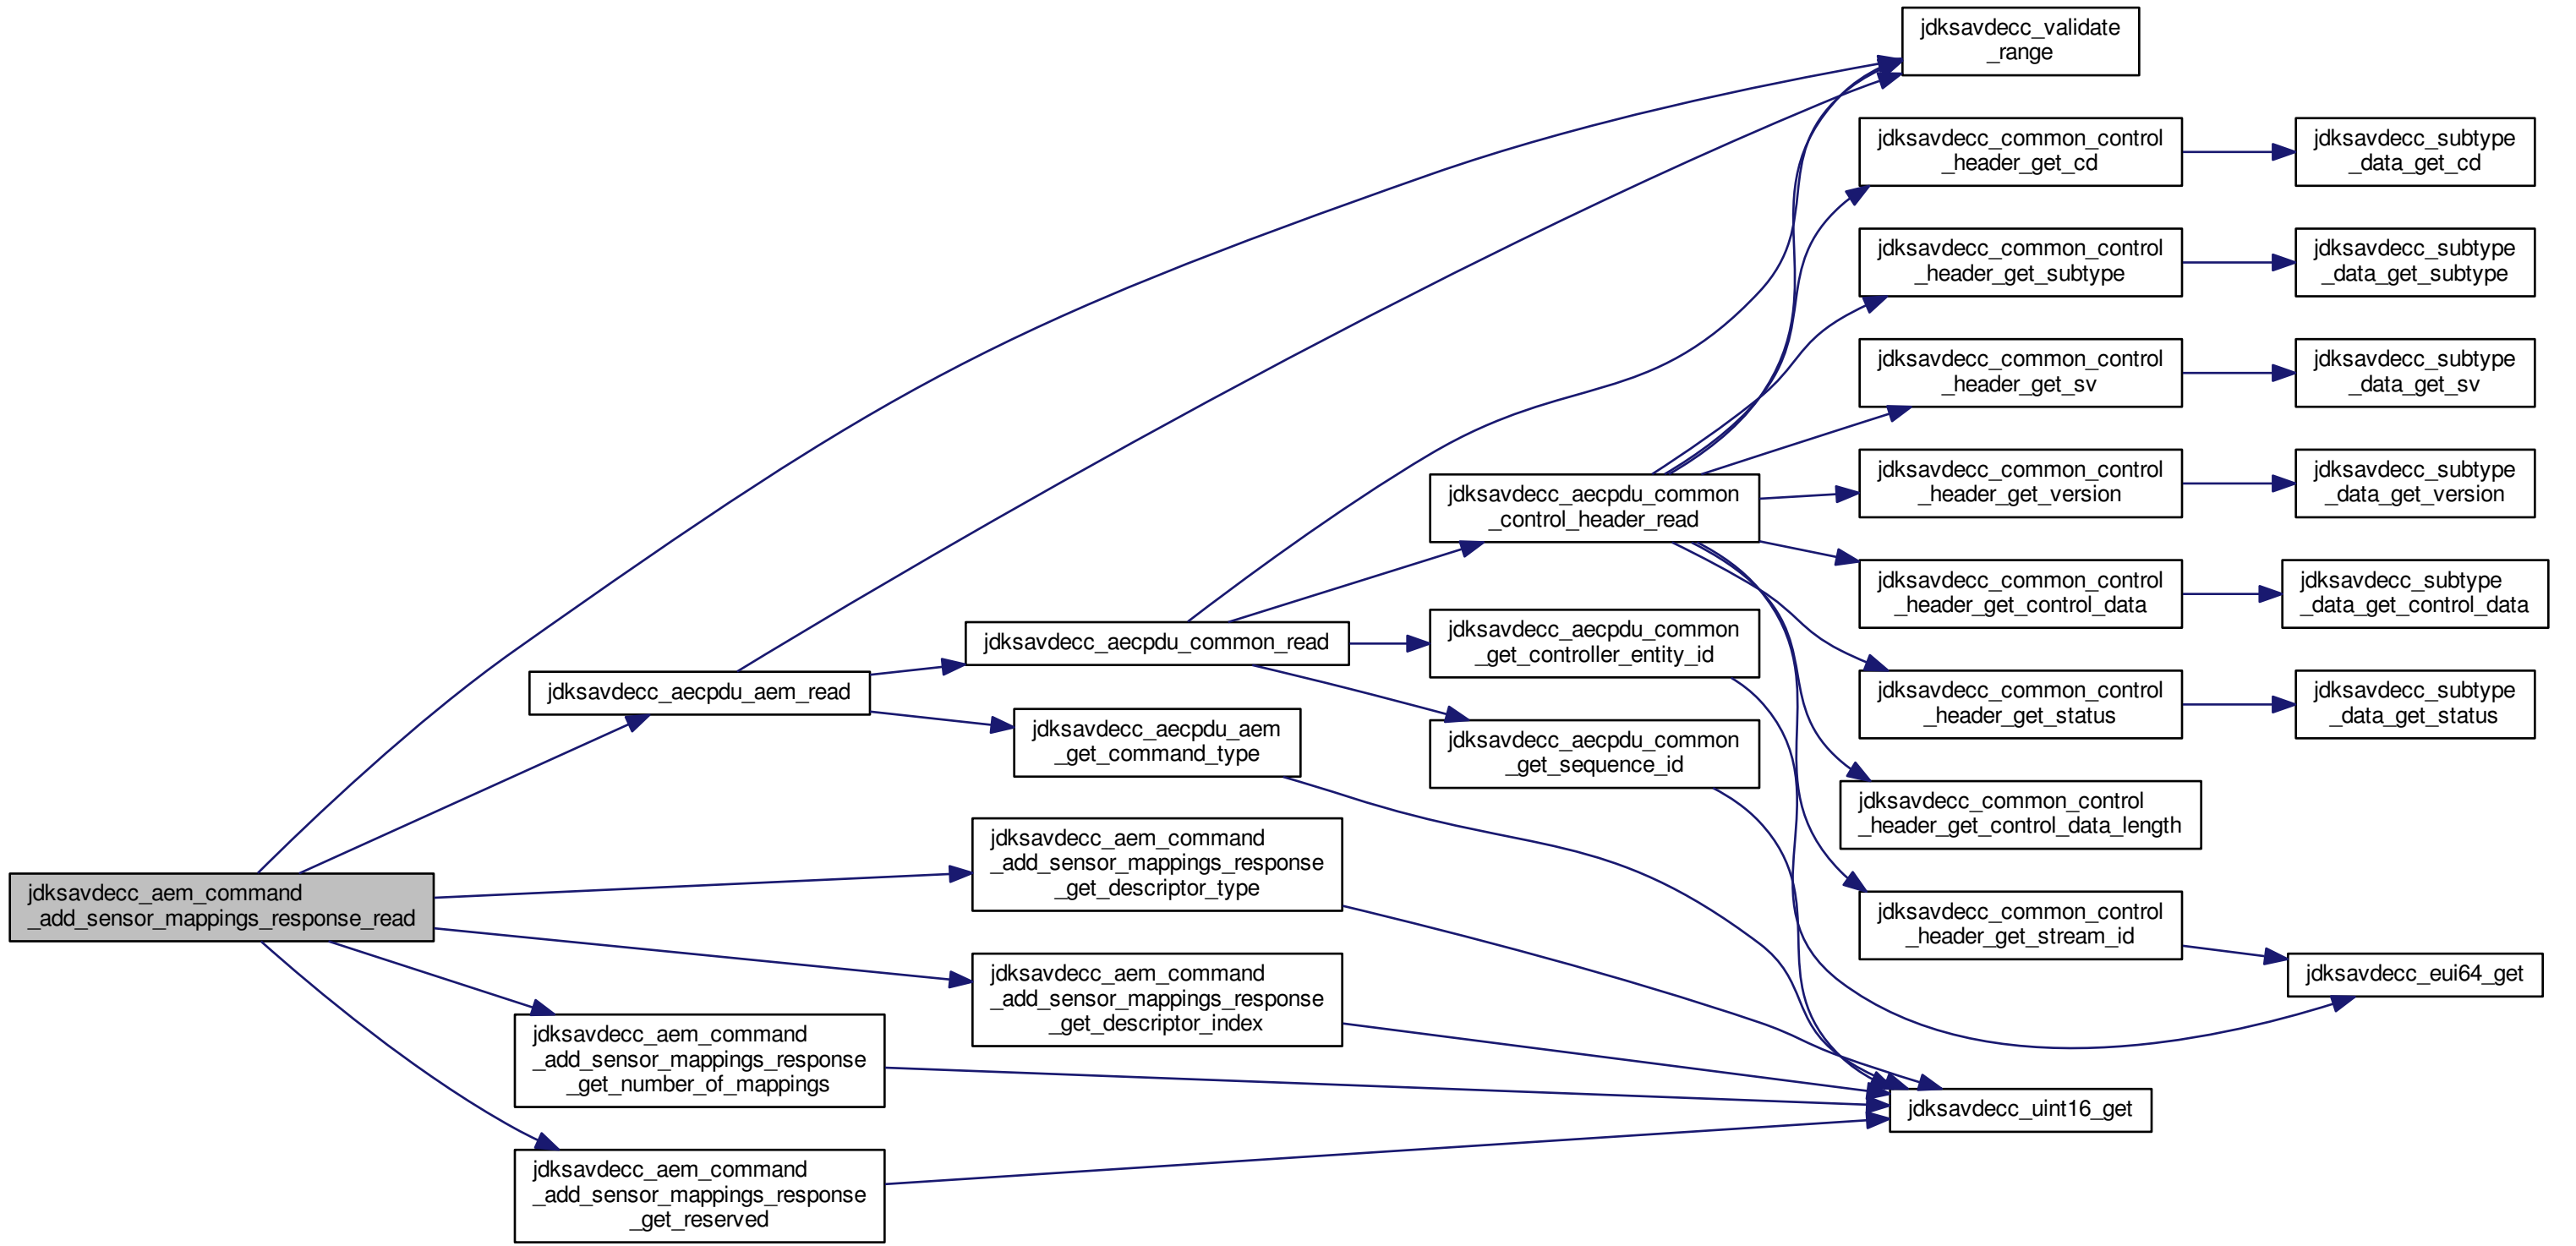 jdksavdecc_aem_command
_add_sensor_mappings_response_read
jdksavdecc_aecpdu_aem_read
jdksavdecc_aem_command
_add_sensor_mappings_response
_get_number_of_mappings
jdksavdecc_aem_command
_add_sensor_mappings_response
_get_reserved
jdksavdecc_aecpdu_common_read
jdksavdecc_aecpdu_aem
_get_command_type
jdksavdecc_aem_command
_add_sensor_mappings_response
_get_descriptor_type
jdksavdecc_aem_command
_add_sensor_mappings_response
_get_descriptor_index
jdksavdecc_aecpdu_common
_control_header_read
jdksavdecc_aecpdu_common
_get_controller_entity_id
jdksavdecc_aecpdu_common
_get_sequence_id
jdksavdecc_validate
_range
jdksavdecc_common_control
_header_get_cd
jdksavdecc_common_control
_header_get_subtype
jdksavdecc_common_control
_header_get_sv
jdksavdecc_common_control
_header_get_version
jdksavdecc_common_control
_header_get_control_data
jdksavdecc_common_control
_header_get_status
jdksavdecc_common_control
_header_get_control_data_length
jdksavdecc_common_control
_header_get_stream_id
jdksavdecc_uint16_get
jdksavdecc_subtype
_data_get_cd
jdksavdecc_subtype
_data_get_subtype
jdksavdecc_subtype
_data_get_sv
jdksavdecc_subtype
_data_get_version
jdksavdecc_subtype
_data_get_control_data
jdksavdecc_subtype
_data_get_status
jdksavdecc_eui64_get